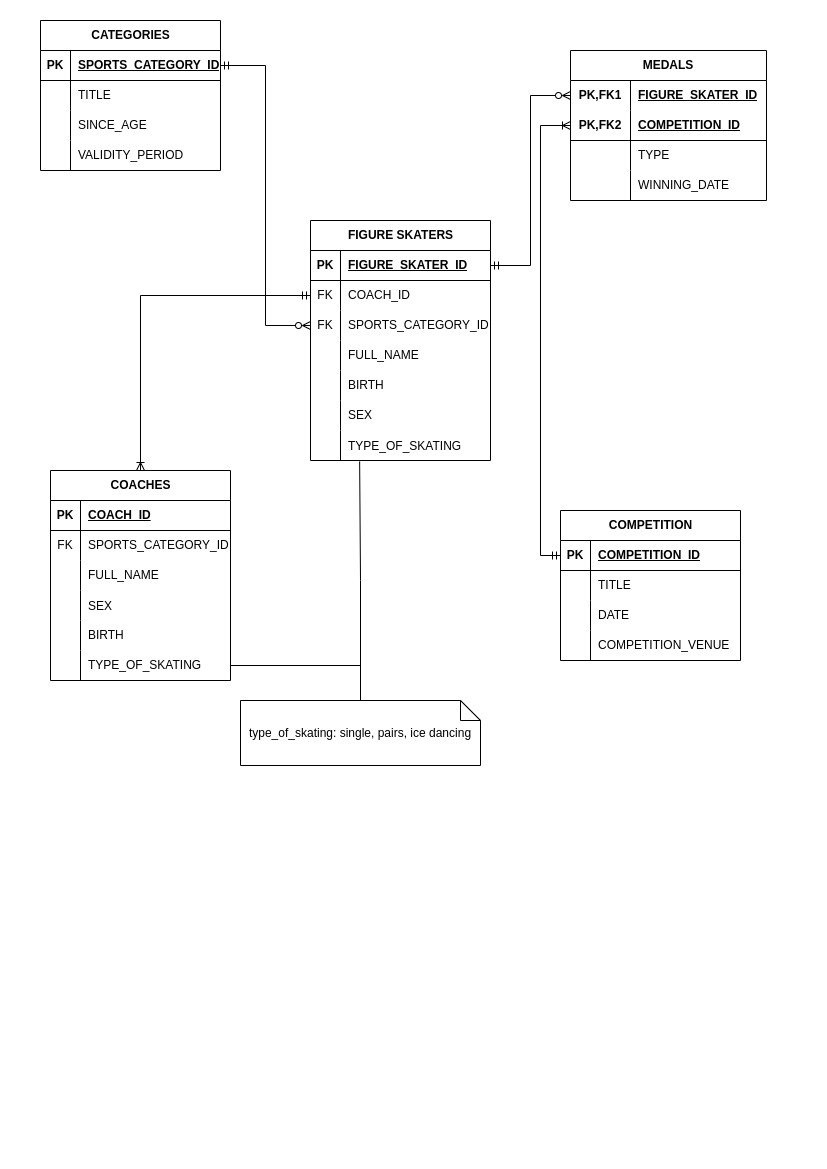 CATEGORIES
PK SPORTS_CATEGORY_ID
TITLE
SINCE_AGE
VALIDITY_PERIOD
MEDALS
PK,FK1 FIGURE_SKATER_ID
PK,FK2 COMPETITION_ID
TYPE
WINNING_DATE
FIGURE SKATERS
PK FIGURE_SKATER_ID
FK COACH_ID
FK SPORTS_CATEGORY_ID
FULL_NAME
BIRTH
SEX
TYPE_OF_SKATING
COACHES
PK COACH_ID
FK SPORTS_CATEGORY_ID
FULL_NAME
SEX
BIRTH
TYPE_OF_SKATING
COMPETITION
PK COMPETITION_ID
TITLE
DATE
COMPETITION_VENUE
type_of_skating: single, pairs, ice dancing